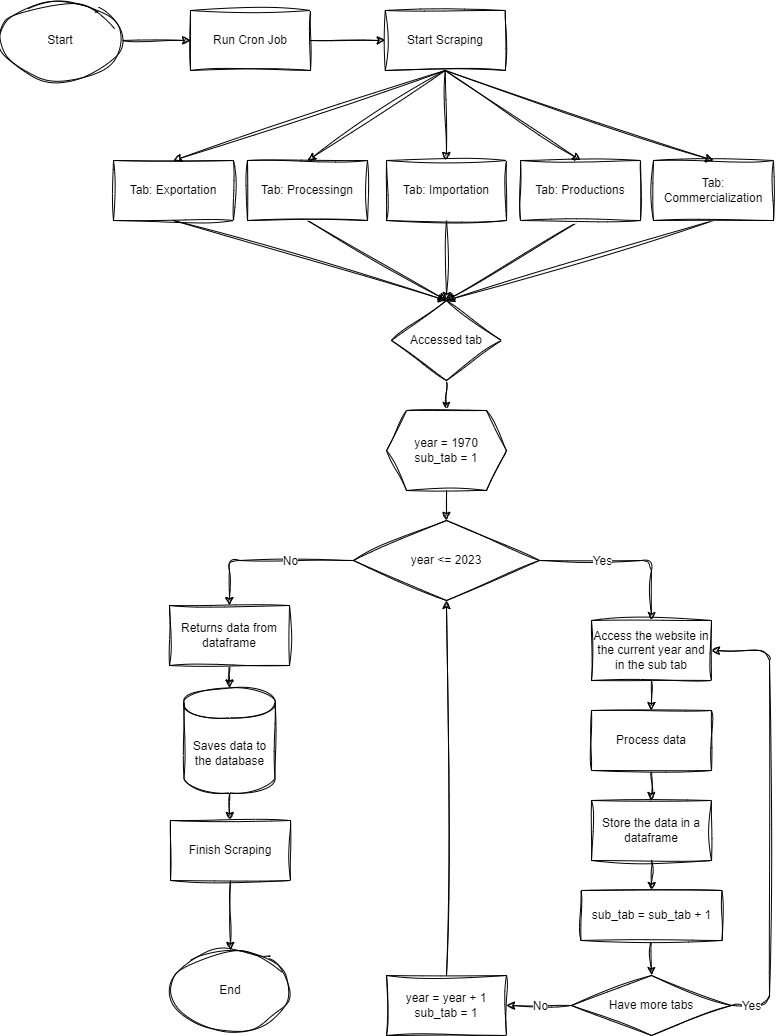 Start
Run Cron Job
Start Scraping
Tab: Exportation
Tab: Processingn
Tab: Importation
Tab: Productions
Tab:
Commercialization
Accessed tab
year = 1970
sub_tab = 1
year <= 2023
No
Yes
Returns data from
dataframe
Access the website in
the current year and
in the sub tab
Saves data to
the database
Process data
Store the data in a
dataframe
Finish Scraping
sub_tab = sub_tab + 1
End
year = year + 1
sub_tab = 1
No
Have more tabs
Yes